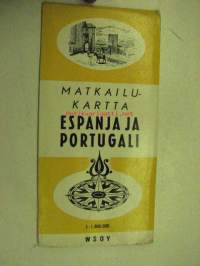 MATKAILU-
KARTTA
ESPANJA JA
PORTUGALI
WSOY